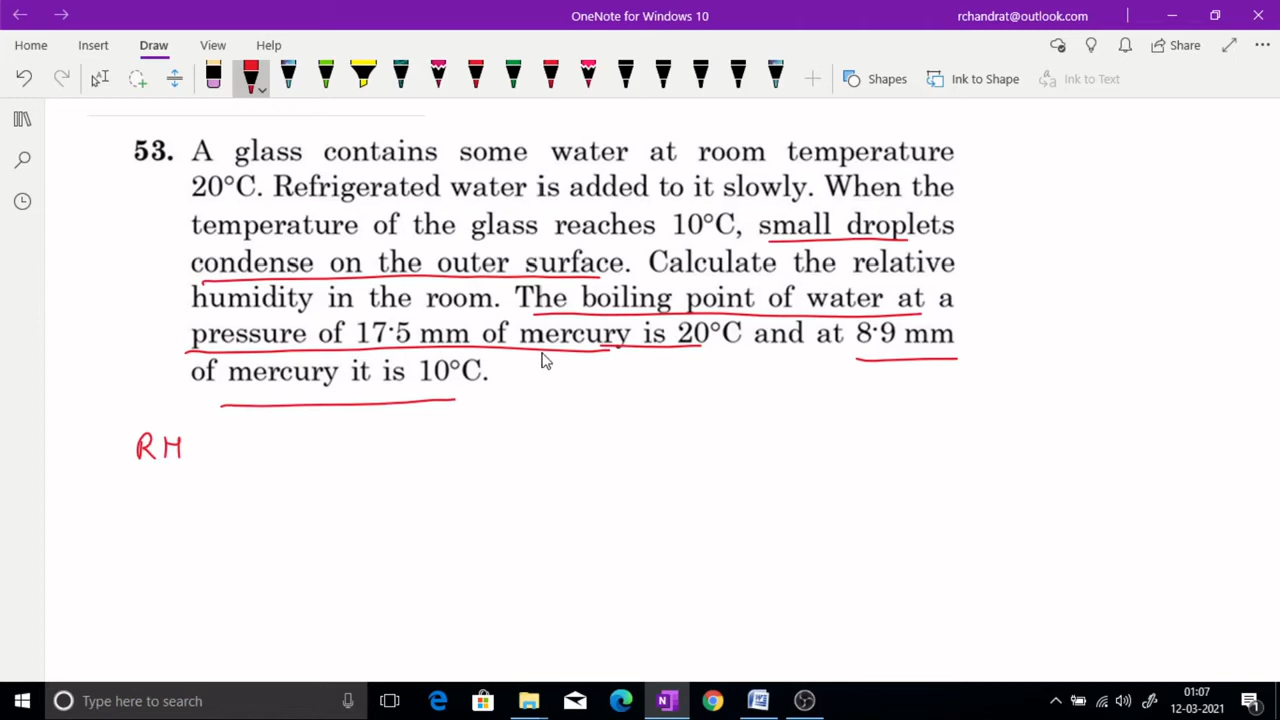 OneNote for Windows 10
rchandrat@outlook.com
Home Insert Draw View Help
Share
Shapes
Ink to Shape
Ink to Text
53. A glass contains some water at room temperature
20°C. Refrigerated water is added to it slowly. When the
temperature of the glass reaches 10°C, small droplets
condense on the outer surface. Calculate the relative
humidity in the room. The boiling point of water at a
pressure of 17·5 mm of mercury is 20°C and at 8·9 mm
of mercury it is 10°C.
RH
Type here to search
01:07
12-03-2021